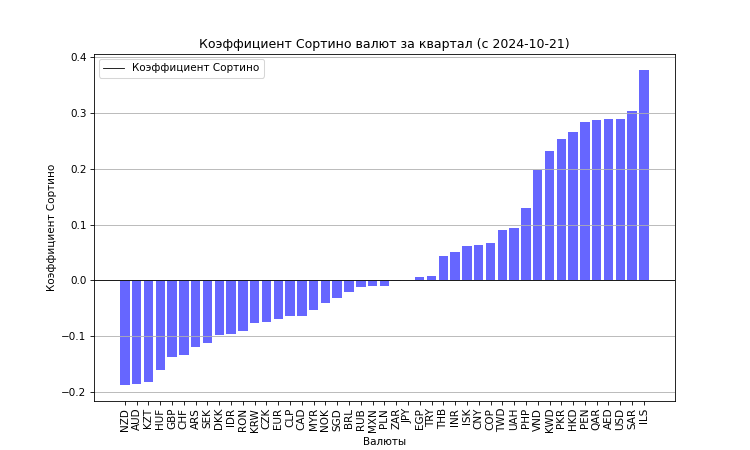 Коэффициент Сортино валют за квартал (с 2024-10-21)
Коэффициент Сортино
Коэффициент Сортино
0.4
0.3
0.2
0.1
0.0
−0.1
−0.2
NZD AUD KZT HUF GBP CHF ARS SEK DKK IDR RON KRW CZK EUR CLP CAD MYR NOK SGD BRL RUB MXN PLN ZAR JPY EGP TRY THB INR ISK CNY COP TWD UAH PHP VND KWD PKR HKD PEN QAR AED USD SAR ILS
Валюты